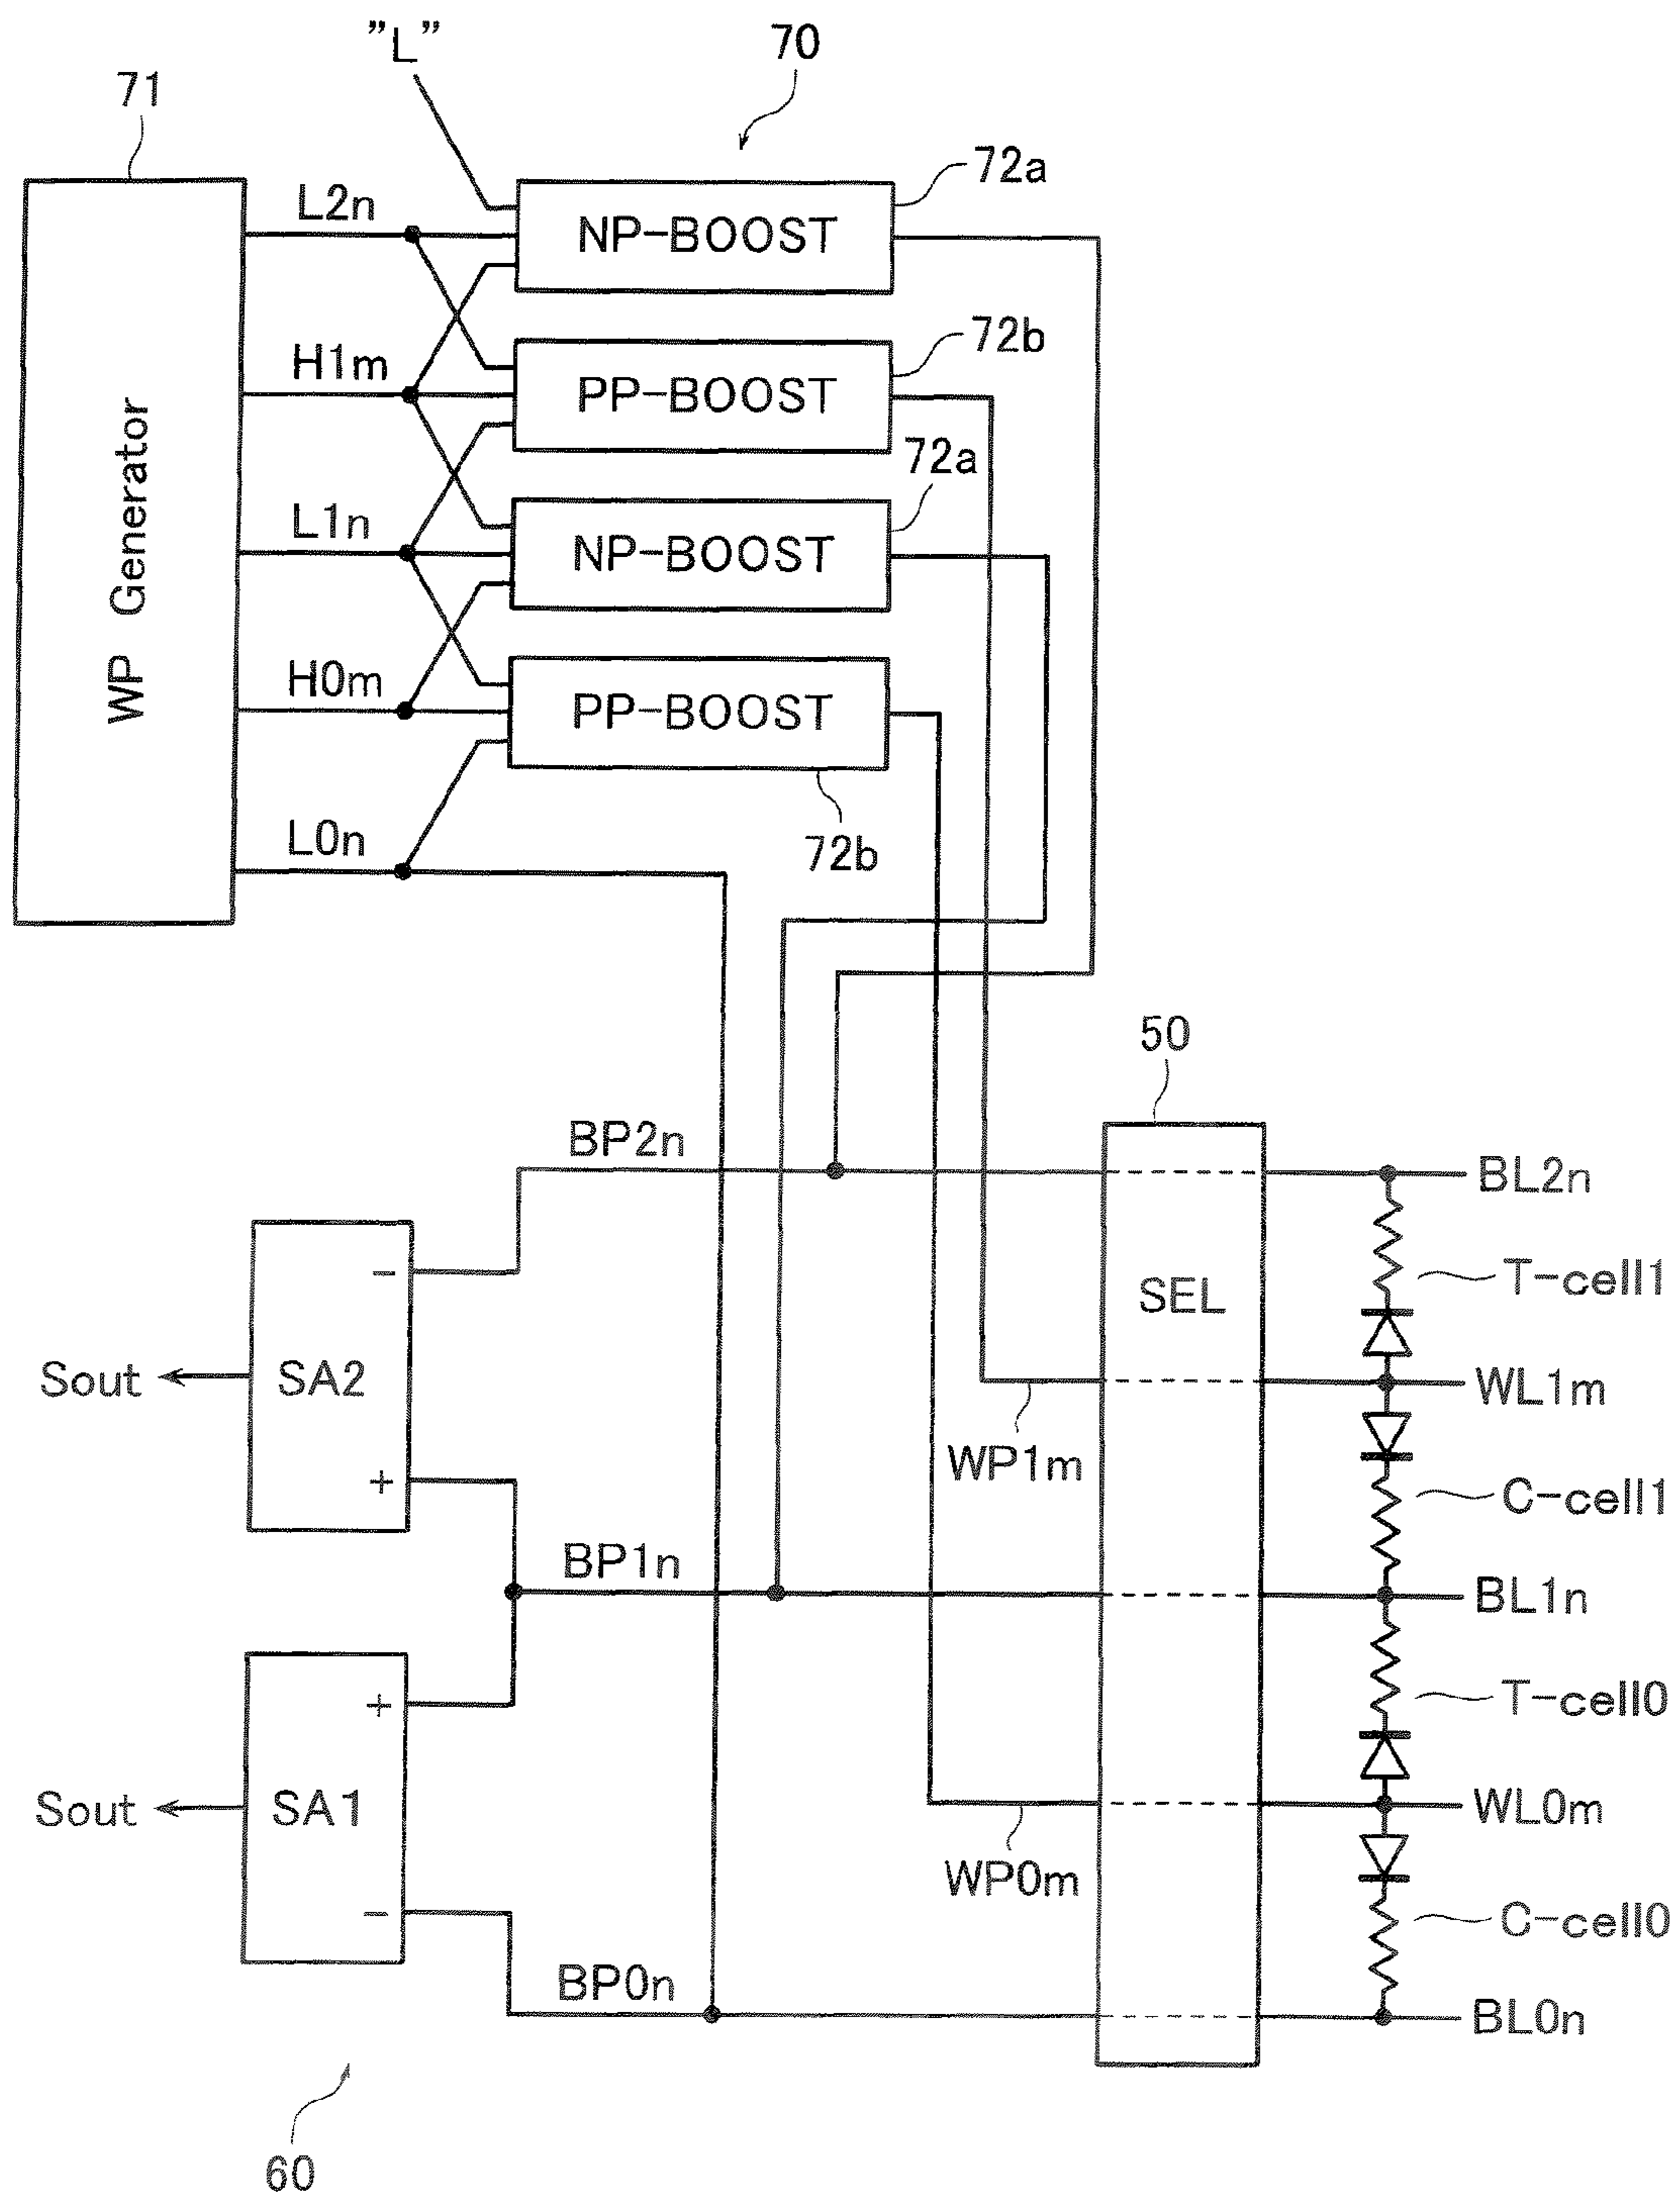 "L"
70
71
72a
L2n
NP-BOOST
72b
H1m
PP-BOOST
72a
L1n
NP-BOOST
WP Generator
H0m
PP-BOOST
L0n
72b
50
BP2n
BL2n
−
T-cell1
SEL
Sout
SA2
WL1m
WP1m
+
C-cell1
BP1n
BL1n
+
T-cell0
Sout
SA1
WL0m
WP0m
−
C-cell0
BP0n
BL0n
60